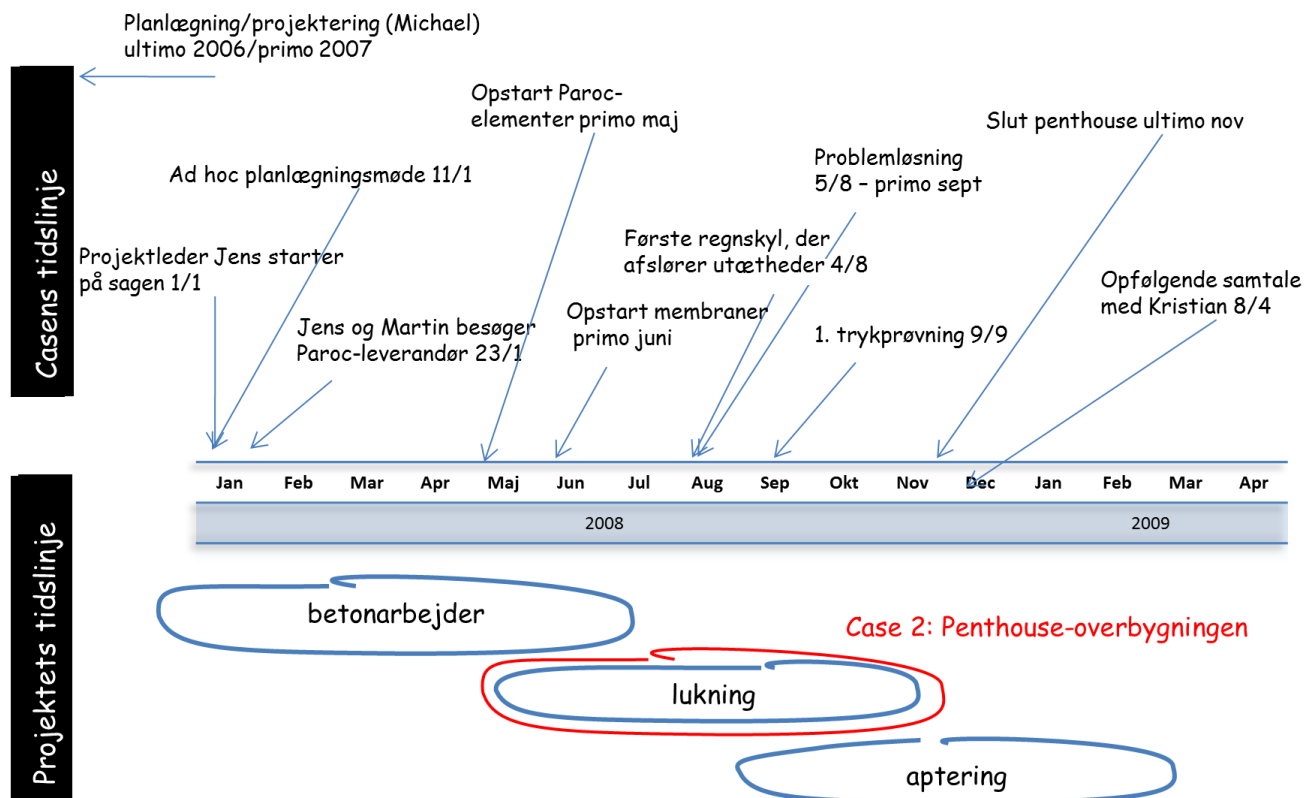 Planlægning/projektering (Michael)
ultimo 2006/primo 2007
Casens tidslinje
Opstart Paroc-
elementer primo maj
Slut penthouse ultimo nov
Problemløsning
5/8 – primo sept
Ad hoc planlægningsmøde 11/1
Første regnskyl, der
afslører utætheder 4/8
Projektleder Jens starter
på sagen 1/1
Opfølgende samtale
med Kristian 8/4
Jens og Martin besøger
Paroc-leverandør 23/1
Opstart membraner
primo juni
1. trykprøvning 9/9
Jan Feb Mar Apr Maj Jun Jul Aug Sep Okt Nov Dec Jan Feb Mar Apr
2008 2009
Projektets tidslinje
betonarbejder
Case 2: Penthouse-overbygningen
lukning
aptering